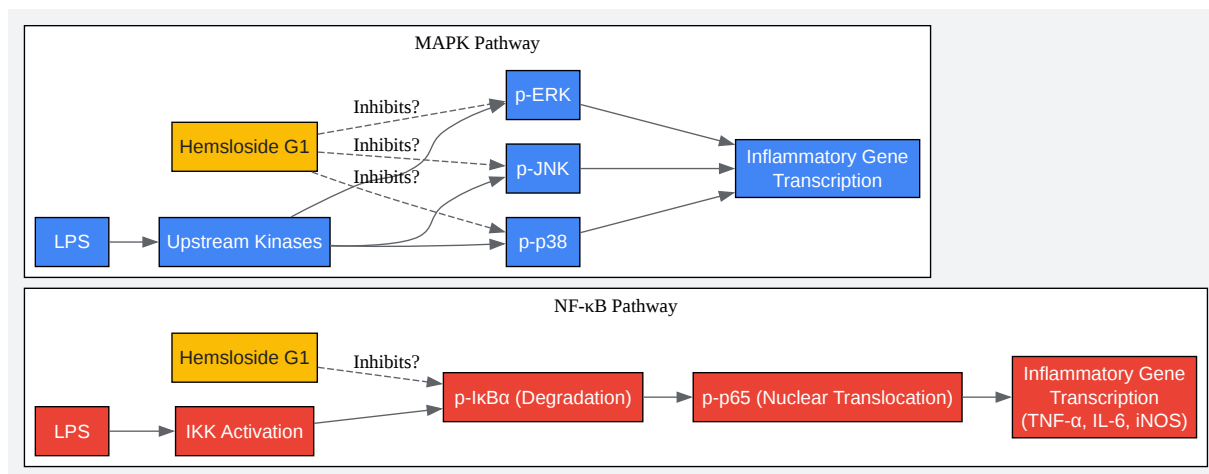 MAPK Pathway
Inhibits?
p-ERK
Hemsloside G1
Inhibits?
Inhibits?
p-JNK
Inflammatory Gene
Transcription
LPS
Upstream Kinases
p-p38
NF-κB Pathway
Hemsloside G1
Inhibits?
p-IκBα (Degradation)
p-p65 (Nuclear Translocation)
Inflammatory Gene
Transcription
(TNF-α, IL-6, iNOS)
LPS
IKK Activation